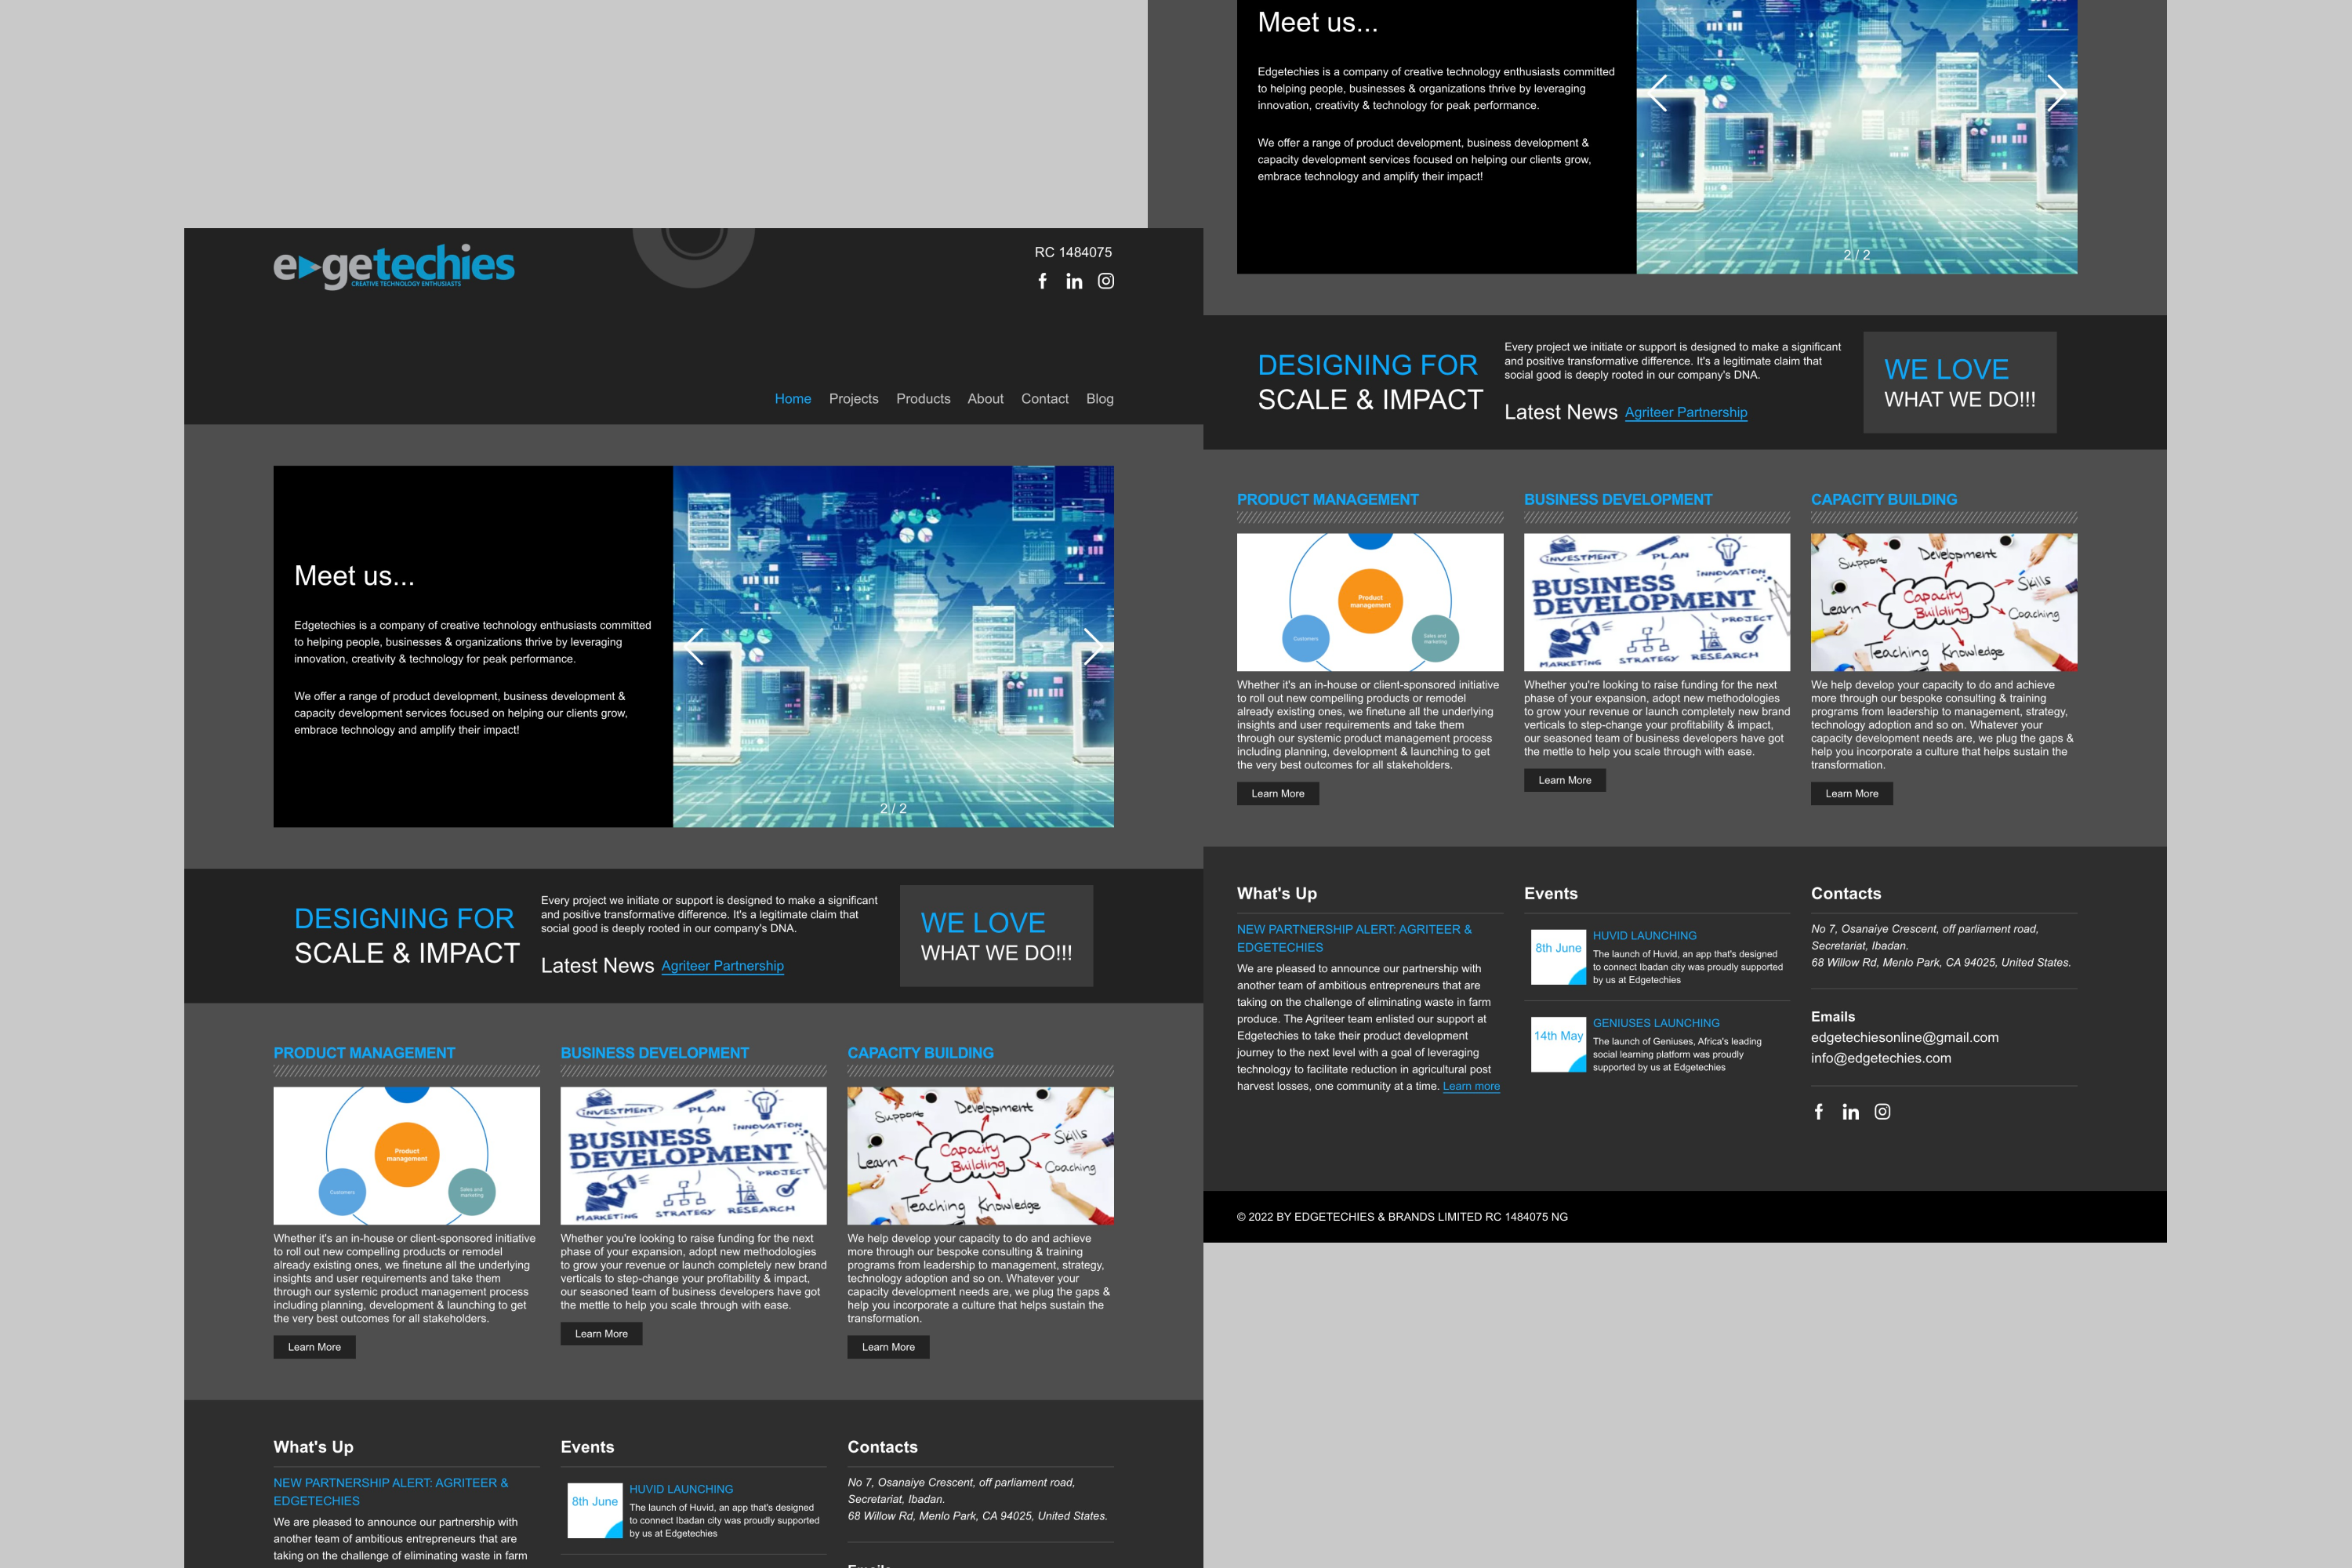 edgetechies
CREATIVE TECHNOLOGY ENTHUSIASTS
RC 1484075
Home Projects Products About Contact Blog
Meet us...
Edgetechies is a company of creative technology enthusiasts committed
to helping people, businesses & organizations thrive by leveraging
innovation, creativity & technology for peak performance.
We offer a range of product development, business development &
capacity development services focused on helping our clients grow,
embrace technology and amplify their impact!
2 / 2
DESIGNING FOR
SCALE & IMPACT
Every project we initiate or support is designed to make a significant
and positive transformative difference. It's a legitimate claim that
social good is deeply rooted in our company's DNA.
Latest News Agriteer Partnership
WE LOVE
WHAT WE DO!!!
PRODUCT MANAGEMENT
Product
management
Customers
Sales and
marketing
Whether it's an in-house or client-sponsored initiative
to roll out new compelling products or remodel
already existing ones, we finetune all the underlying
insights and user requirements and take them
through our systemic product management process
including planning, development & launching to get
the very best outcomes for all stakeholders.
Learn More
BUSINESS DEVELOPMENT
INVESTMENT
PLAN
INNOVATION
BUSINESS
DEVELOPMENT
PROJECT
MARKETING STRATEGY RESEARCH
Whether you're looking to raise funding for the next
phase of your expansion, adopt new methodologies
to grow your revenue or launch completely new brand
verticals to step-change your profitability & impact,
our seasoned team of business developers have got
the mettle to help you scale through with ease.
Learn More
CAPACITY BUILDING
Support Development
Skills
Learn
Capacity
Building
Coaching
Teaching Knowledge
We help develop your capacity to do and achieve
more through our bespoke consulting & training
programs from leadership to management, strategy,
technology adoption and so on. Whatever your
capacity development needs are, we plug the gaps &
help you incorporate a culture that helps sustain the
transformation.
Learn More
What's Up
NEW PARTNERSHIP ALERT: AGRITEER &
EDGETECHIES
We are pleased to announce our partnership with
another team of ambitious entrepreneurs that are
taking on the challenge of eliminating waste in farm
Events
8th June
HUVID LAUNCHING
The launch of Huvid, an app that's designed
to connect Ibadan city was proudly supported
by us at Edgetechies
Contacts
No 7, Osanaiye Crescent, off parliament road,
Secretariat, Ibadan.
68 Willow Rd, Menlo Park, CA 94025, United States.
Emails
Meet us...
Edgetechies is a company of creative technology enthusiasts committed
to helping people, businesses & organizations thrive by leveraging
innovation, creativity & technology for peak performance.
We offer a range of product development, business development &
capacity development services focused on helping our clients grow,
embrace technology and amplify their impact!
2 / 2
DESIGNING FOR
SCALE & IMPACT
Every project we initiate or support is designed to make a significant
and positive transformative difference. It's a legitimate claim that
social good is deeply rooted in our company's DNA.
Latest News Agriteer Partnership
WE LOVE
WHAT WE DO!!!
PRODUCT MANAGEMENT
Product
management
Customers
Sales and
marketing
Whether it's an in-house or client-sponsored initiative
to roll out new compelling products or remodel
already existing ones, we finetune all the underlying
insights and user requirements and take them
through our systemic product management process
including planning, development & launching to get
the very best outcomes for all stakeholders.
Learn More
BUSINESS DEVELOPMENT
INVESTMENT
PLAN
INNOVATION
BUSINESS
DEVELOPMENT
PROJECT
MARKETING STRATEGY RESEARCH
Whether you're looking to raise funding for the next
phase of your expansion, adopt new methodologies
to grow your revenue or launch completely new brand
verticals to step-change your profitability & impact,
our seasoned team of business developers have got
the mettle to help you scale through with ease.
Learn More
CAPACITY BUILDING
Support Development
Skills
Learn
Capacity
Building
Coaching
Teaching Knowledge
We help develop your capacity to do and achieve
more through our bespoke consulting & training
programs from leadership to management, strategy,
technology adoption and so on. Whatever your
capacity development needs are, we plug the gaps &
help you incorporate a culture that helps sustain the
transformation.
Learn More
What's Up
NEW PARTNERSHIP ALERT: AGRITEER &
EDGETECHIES
We are pleased to announce our partnership with
another team of ambitious entrepreneurs that are
taking on the challenge of eliminating waste in farm
produce. The Agriteer team enlisted our support at
Edgetechies to take their product development
journey to the next level with a goal of leveraging
technology to facilitate reduction in agricultural post
harvest losses, one community at a time. Learn more
Events
8th June
HUVID LAUNCHING
The launch of Huvid, an app that's designed
to connect Ibadan city was proudly supported
by us at Edgetechies
14th May
GENIUSES LAUNCHING
The launch of Geniuses, Africa's leading
social learning platform was proudly
supported by us at Edgetechies
Contacts
No 7, Osanaiye Crescent, off parliament road,
Secretariat, Ibadan.
68 Willow Rd, Menlo Park, CA 94025, United States.
Emails
edgetechiesonline@gmail.com
info@edgetechies.com
© 2022 BY EDGETECHIES & BRANDS LIMITED RC 1484075 NG